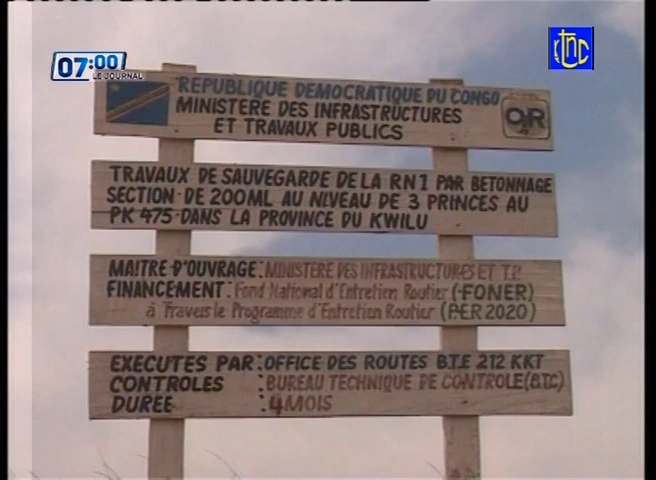 07:00
LE JOURNAL
rtnc
REPUBLIQUE DEMOCRATIQUE DU CONGO
MINISTERE DES INFRASTRUCTURES
ET TRAVAUX PUBLICS
OR
TRAVAUX DE SAUVEGARDE DE LA RN1 PAR BETONNAGE
SECTION-DE 200ML AU NIVEAU DE 3 PRINCES AU
PK 475-DANS LA PROVINCE DU KWILU
MAITRE D'OUVRAGE: MINISTERE DES INFRASTRUCTURES ET T.P.
FINANCEMENT: Fond National d'Entretien Routier (-FONER)
à Travers le Programme d'Entretien Routier (PER 2020)
EXECUTES PAR: OFFICE DES ROUTES B.T.E 212 KKT
CONTROLES : BUREAU TECHNIQUE DE CONTROLE (B.T.C)
DUREE : 4 MOIS